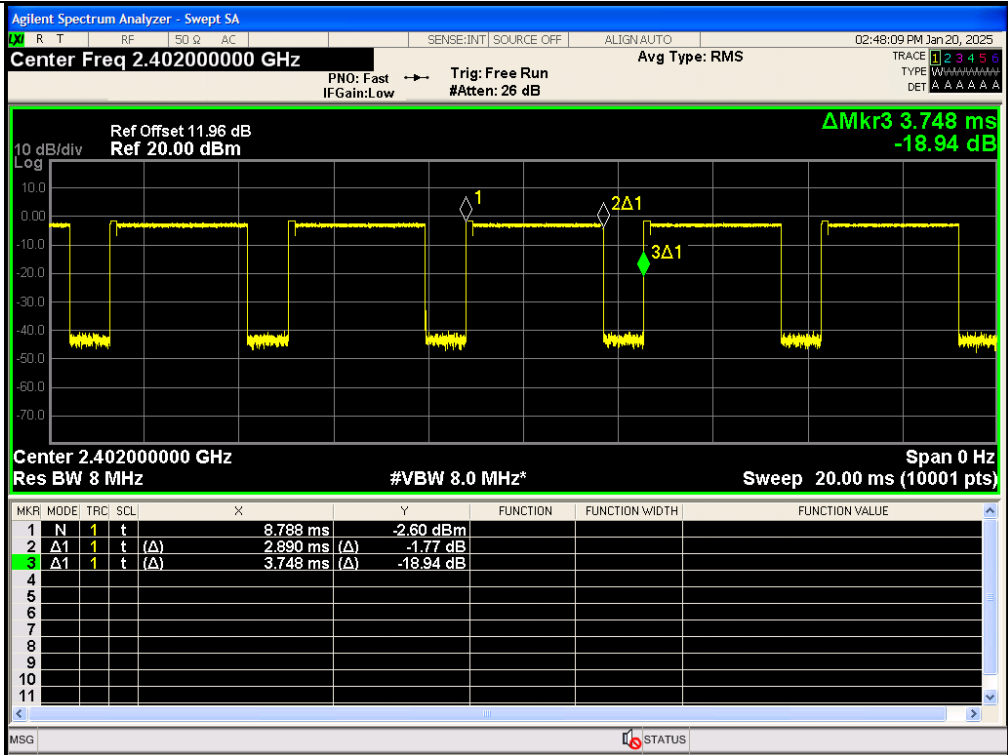 Agilent Spectrum Analyzer - Swept SA
LXI R T RF 50 Ω AC SENSE:INT SOURCE OFF ALIGN AUTO 02:48:09 PM Jan 20, 2025
Center Freq 2.402000000 GHz Avg Type: RMS TRACE 1 2 3 4 5 6
PNO: Fast Trig: Free Run TYPE W
IFGain:Low #Atten: 26 dB DET A A A A A A
ΔMkr3 3.748 ms
Ref Offset 11.96 dB
10 dB/div Ref 20.00 dBm -18.94 dB
Log
10.0
0.00
-10.0
-20.0
-30.0
-40.0
-50.0
-60.0
-70.0
1
2Δ1
3Δ1
Center 2.402000000 GHz Span 0 Hz
Res BW 8 MHz #VBW 8.0 MHz* Sweep 20.00 ms (10001 pts)
MKR MODE TRC SCL X Y FUNCTION FUNCTION WIDTH FUNCTION VALUE
1 N 1 t 8.788 ms -2.60 dBm
2 Δ1 1 t (Δ) 2.890 ms (Δ) -1.77 dB
3 Δ1 1 t (Δ) 3.748 ms (Δ) -18.94 dB
4
5
6
7
8
9
10
11
MSG STATUS